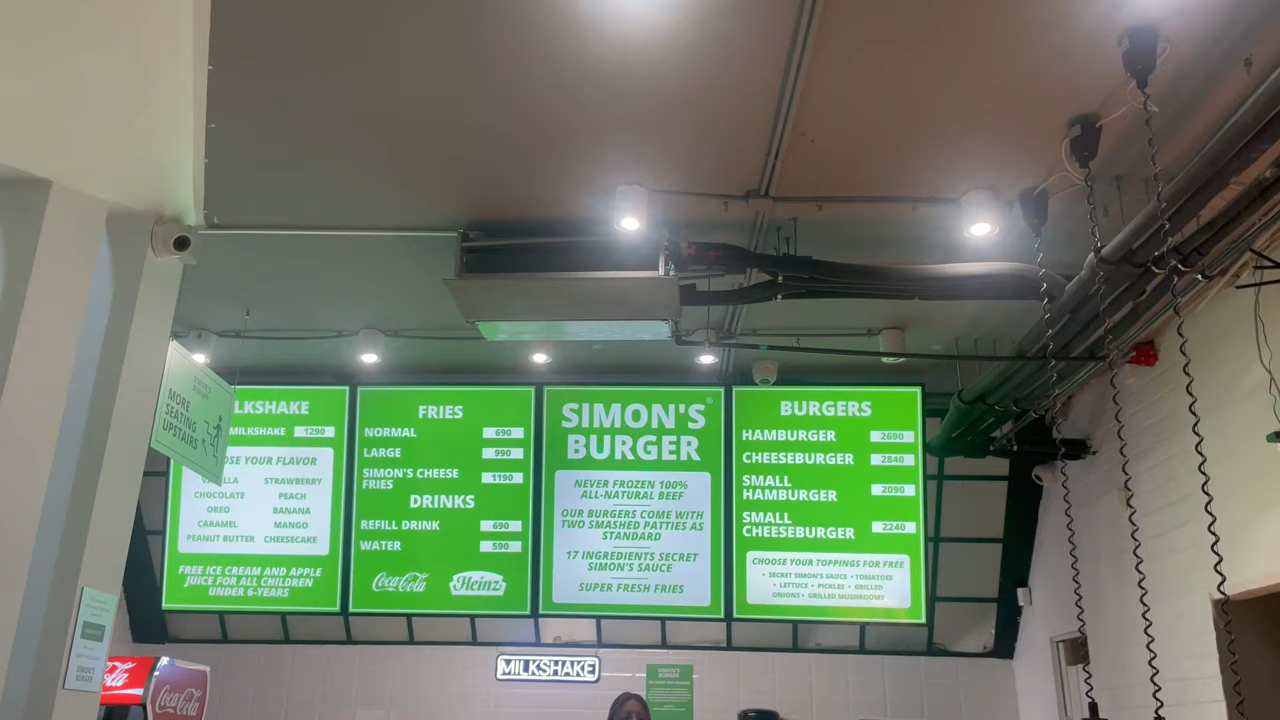 SIMON'S
BURGER
MORE
SEATING
UPSTAIRS
LKSHAKE
MILKSHAKE 1290
OSE YOUR FLAVOR
STRAWBERRY
CHOCOLATE PEACH
OREO BANANA
CARAMEL MANGO
PEANUT BUTTER CHEESECAKE
FREE ICE CREAM AND APPLE
JUICE FOR ALL CHILDREN
UNDER 6-YEARS
FRIES
NORMAL 690
LARGE 990
SIMON'S CHEESE
FRIES 1190
DRINKS
REFILL DRINK 690
WATER 590
Coca-Cola Heinz
SIMON'S®
BURGER
NEVER FROZEN 100%
ALL-NATURAL BEEF
OUR BURGERS COME WITH
TWO SMASHED PATTIES AS
STANDARD
17 INGREDIENTS SECRET
SIMON'S SAUCE
SUPER FRESH FRIES
BURGERS
HAMBURGER 2690
CHEESEBURGER 2840
SMALL
HAMBURGER 2090
SMALL
CHEESEBURGER 2240
CHOOSE YOUR TOPPINGS FOR FREE
• SECRET SIMON'S SAUCE • TOMATOES
• LETTUCE • PICKLES • GRILLED
ONIONS • GRILLED MUSHROOMS
MILKSHAKE
SIMON'S
BURGER
SIMON'S
BURGER
Cola
Coca-Cola